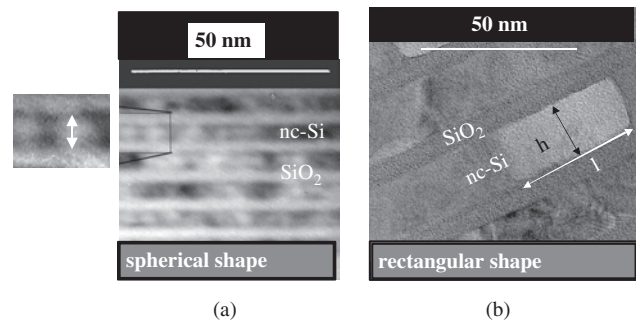 50 nm
nc-Si
SiO2
spherical shape
(a)
50 nm
SiO2
nc-Si
h
l
rectangular shape
(b)